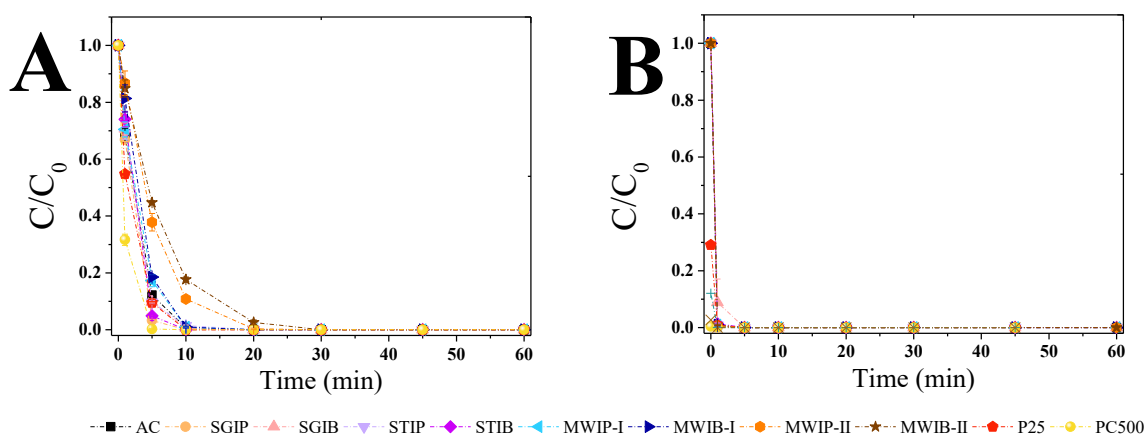 A
B
C/C₀
1.0
0.8
0.6
0.4
0.2
0.0
0 10 20 30 40 50 60
Time (min)
C/C₀
1.0
0.8
0.6
0.4
0.2
0.0
0 10 20 30 40 50 60
Time (min)
AC SGIP SGIB STIP STIB MWIP-I MWIB-I MWIP-II MWIB-II P25 PC500